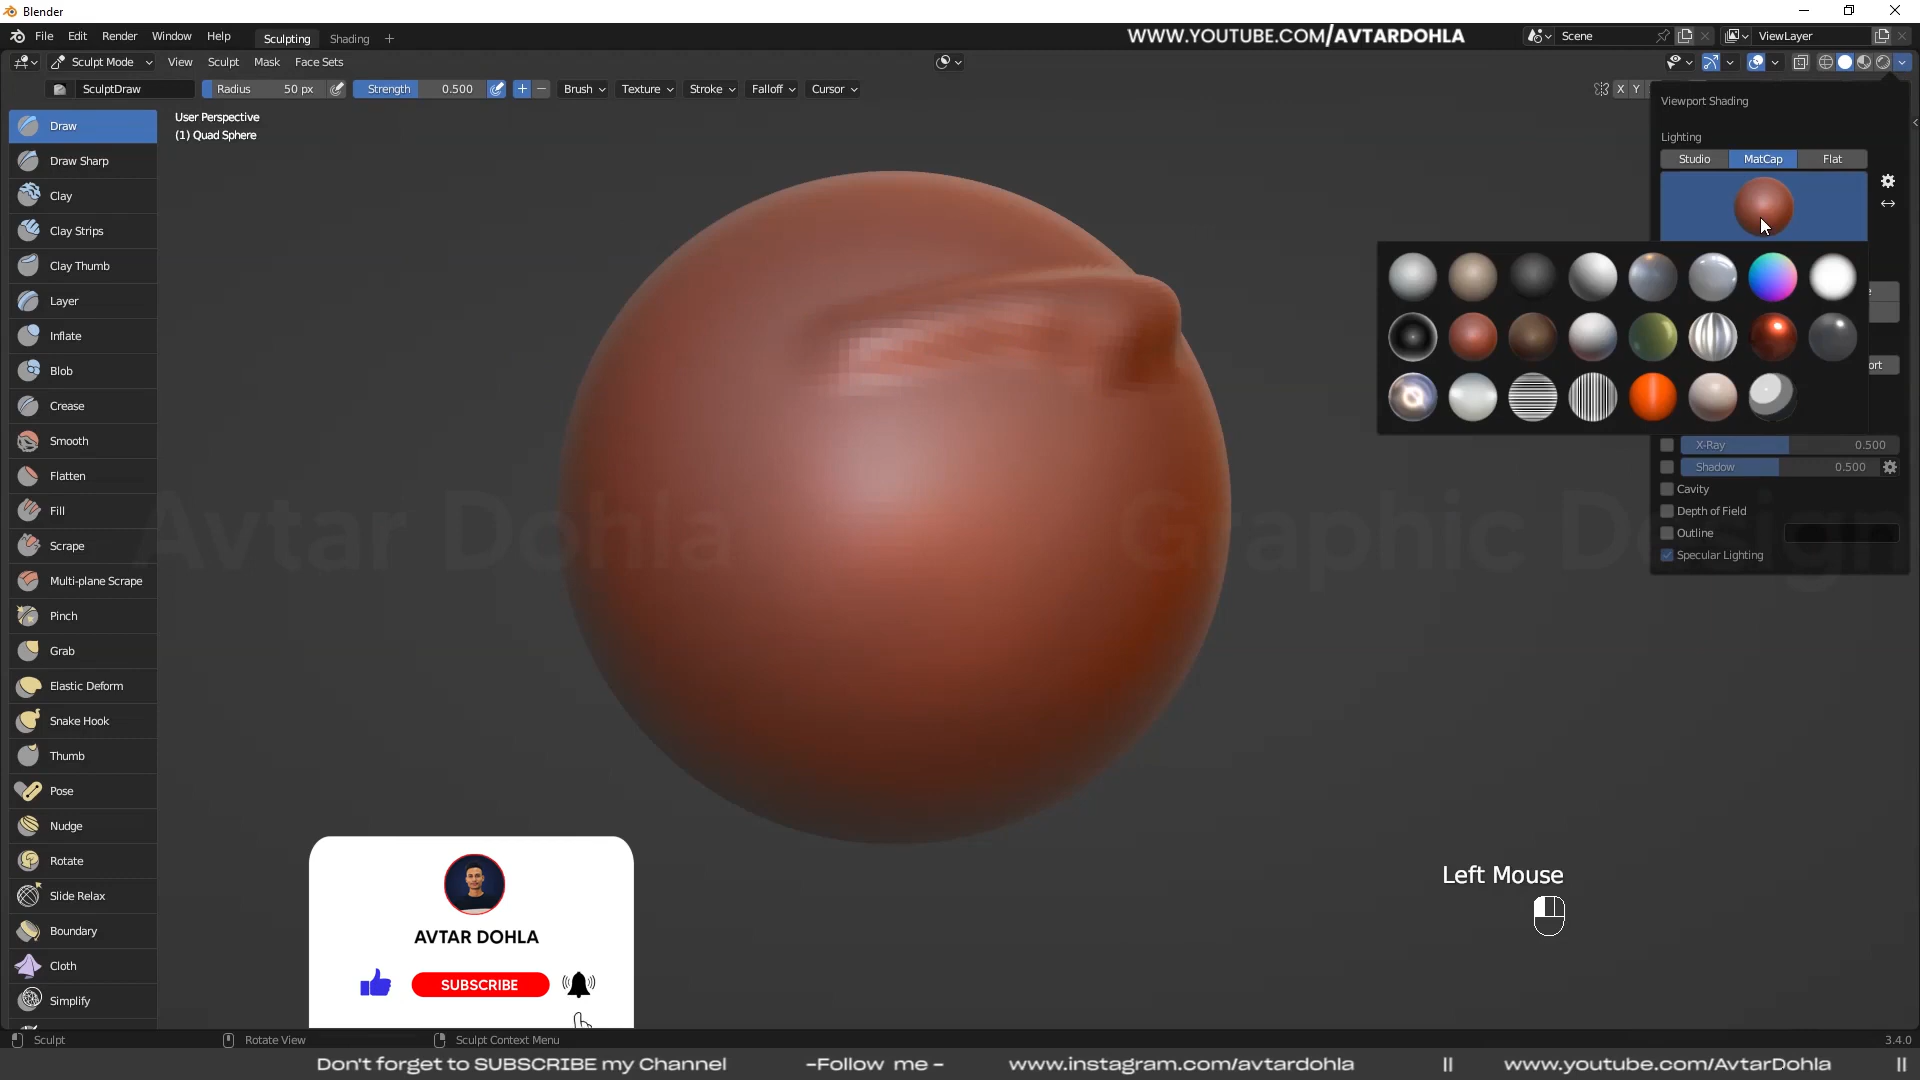 Blender
File Edit Render Window Help Sculpting Shading + WWW.YOUTUBE.COM/AVTARDOHLA Scene ViewLayer
Sculpt Mode View Sculpt Mask Face Sets
SculptDraw Radius 50 px Strength 0.500 + − Brush Texture Stroke Falloff Cursor X Y
User Perspective
(1) Quad Sphere
Viewport Shading
Lighting
Studio MatCap Flat
ort
X-Ray 0.500
Shadow 0.500
Cavity
Depth of Field
Outline
Specular Lighting
Draw
Draw Sharp
Clay
Clay Strips
Clay Thumb
Layer
Inflate
Blob
Crease
Smooth
Flatten
Fill
Scrape
Multi-plane Scrape
Pinch
Grab
Elastic Deform
Snake Hook
Thumb
Pose
Nudge
Rotate
Slide Relax
Boundary
Cloth
Simplify
Avtar Dohla Graphic Design
Left Mouse
AVTAR DOHLA
SUBSCRIBE
Sculpt Rotate View Sculpt Context Menu 3.4.0
Don't forget to SUBSCRIBE my Channel -Follow me - www.instagram.com/avtardohla || www.youtube.com/AvtarDohla ||